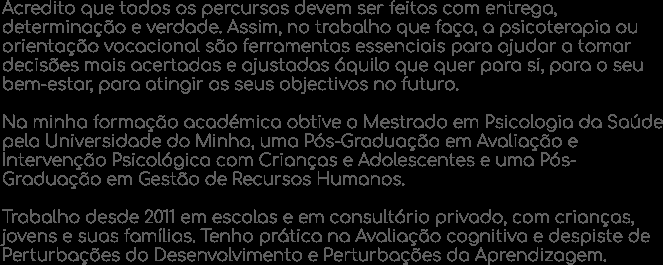 Acredito que todos os percursos devem ser feitos com entrega,
determinação e verdade. Assim, no trabalho que faço, a psicoterapia ou
orientação vocacional são ferramentas essenciais para ajudar a tomar
decisões mais acertadas e ajustadas áquilo que quer para si, para o seu
bem-estar, para atingir os seus objectivos no futuro.
Na minha formação académica obtive o Mestrado em Psicologia da Saúde
pela Universidade do Minho, uma Pós-Graduação em Avaliação e
Intervenção Psicológica com Crianças e Adolescentes e uma Pós-
Graduação em Gestão de Recursos Humanos.
Trabalho desde 2011 em escolas e em consultório privado, com crianças,
jovens e suas famílias. Tenho prática na Avaliação cognitiva e despiste de
Perturbações do Desenvolvimento e Perturbações da Aprendizagem.